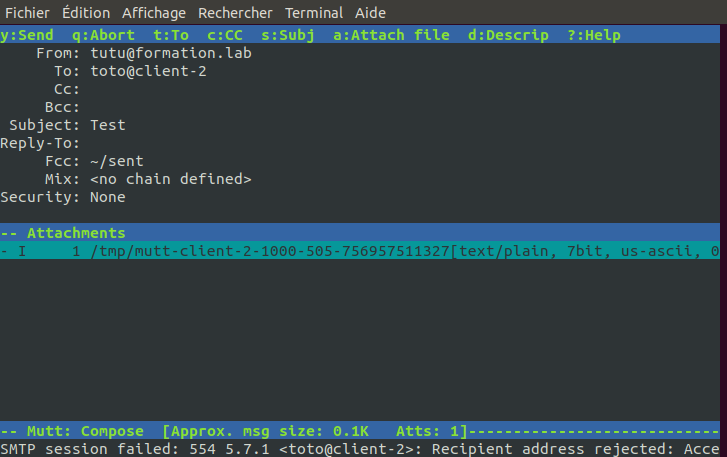 Fichier Édition Affichage Rechercher Terminal Aide
y:Send q:Abort t:To c:CC s:Subj a:Attach file d:Descrip ?:Help
From: tutu@formation.lab
To: toto@client-2
Cc:
Bcc:
Subject: Test
Reply-To:
Fcc: ~/sent
Mix: <no chain defined>
Security: None
-- Attachments
- I 1 /tmp/mutt-client-2-1000-505-756957511327[text/plain, 7bit, us-ascii, 0
-- Mutt: Compose [Approx. msg size: 0.1K Atts: 1]----------------------------
SMTP session failed: 554 5.7.1 <toto@client-2>: Recipient address rejected: Acce